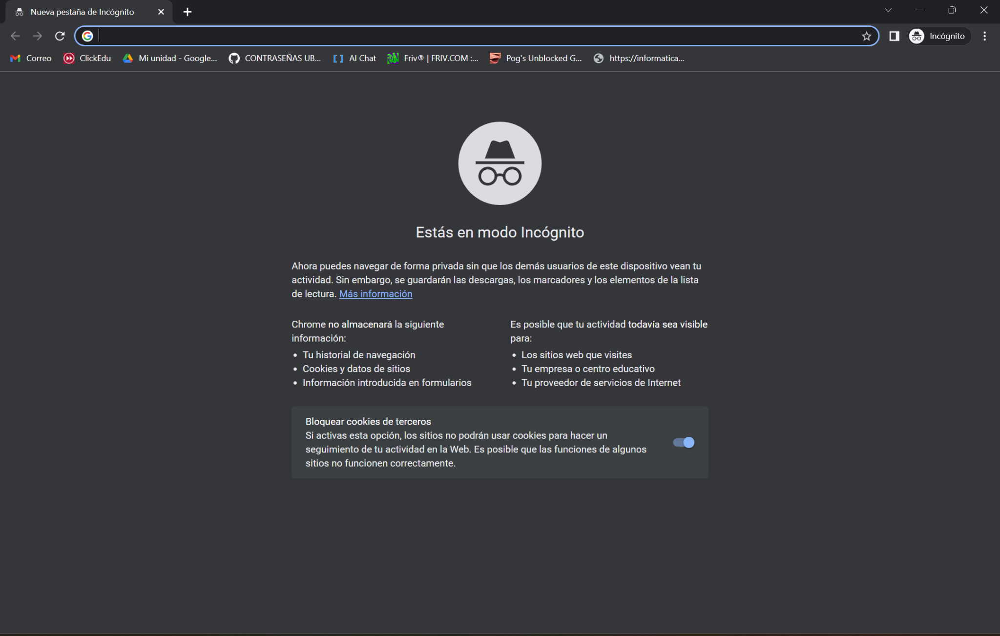 Nueva pestaña de Incógnito
Incógnito
Correo
ClickEdu
Mi unidad - Google...
CONTRASEÑAS UB...
AI Chat
Friv® | FRIV.COM :...
Pog's Unblocked G...
https://informatica...
Estás en modo Incógnito
Ahora puedes navegar de forma privada sin que los demás usuarios de este dispositivo vean tu
actividad. Sin embargo, se guardarán las descargas, los marcadores y los elementos de la lista
de lectura. Más información
Chrome no almacenará la siguiente
información:
• Tu historial de navegación
• Cookies y datos de sitios
• Información introducida en formularios
Es posible que tu actividad todavía sea visible
para:
• Los sitios web que visites
• Tu empresa o centro educativo
• Tu proveedor de servicios de Internet
Bloquear cookies de terceros
Si activas esta opción, los sitios no podrán usar cookies para hacer un
seguimiento de tu actividad en la Web. Es posible que las funciones de algunos
sitios no funcionen correctamente.